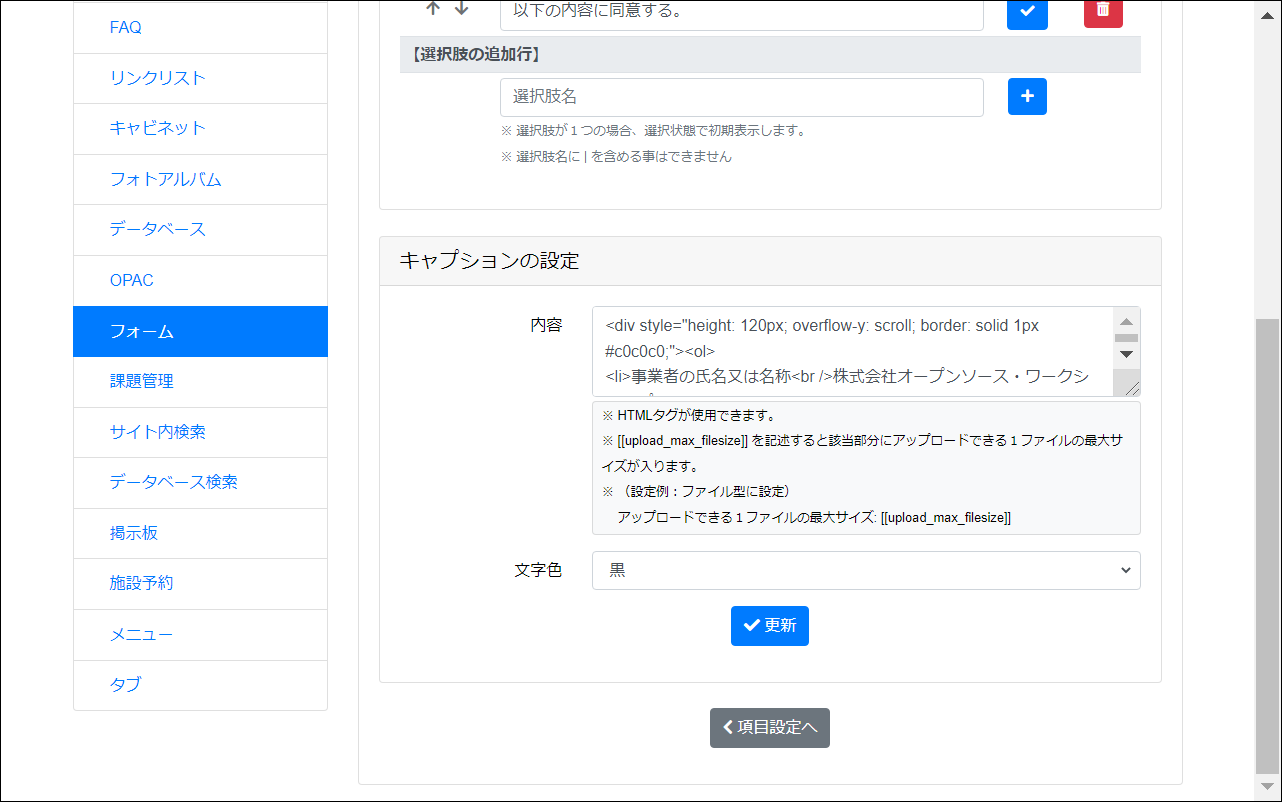 FAQ
リンクリスト
キャビネット
フォトアルバム
データベース
OPAC
フォーム
課題管理
サイト内検索
データベース検索
掲示板
施設予約
メニュー
タブ
以下の内容に同意する。
【選択肢の追加行】
選択肢名
※ 選択肢が１つの場合、選択状態で初期表示します。
※ 選択肢名に | を含める事はできません
キャプションの設定
内容
<div style="height: 120px; overflow-y: scroll; border: solid 1px
#c0c0c0;"><ol>
<li>事業者の氏名又は名称<br />株式会社オープンソース・ワークシ
※ HTMLタグが使用できます。
※ [[upload_max_filesize]] を記述すると該当部分にアップロードできる１ファイルの最大サ
イズが入ります。
※ （設定例：ファイル型に設定）
アップロードできる１ファイルの最大サイズ: [[upload_max_filesize]]
文字色
黒
更新
項目設定へ